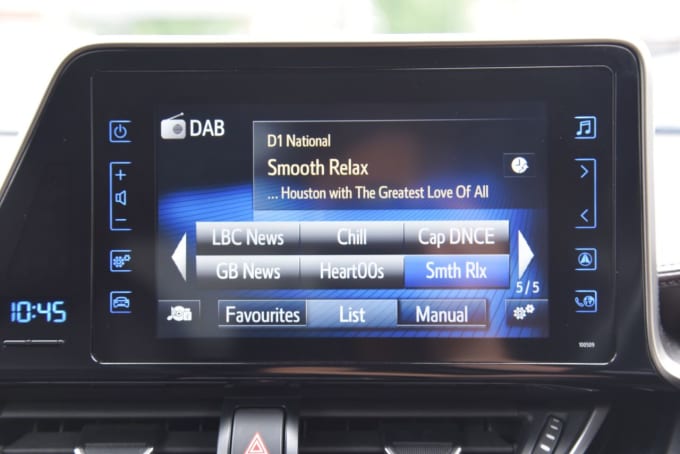 DAB
D1 National
Smooth Relax
... Houston with The Greatest Love Of All
LBC News Chill Cap DNCE
GB News Heart00s Smth Rlx
5/5
Favourites List Manual
10:45
100509